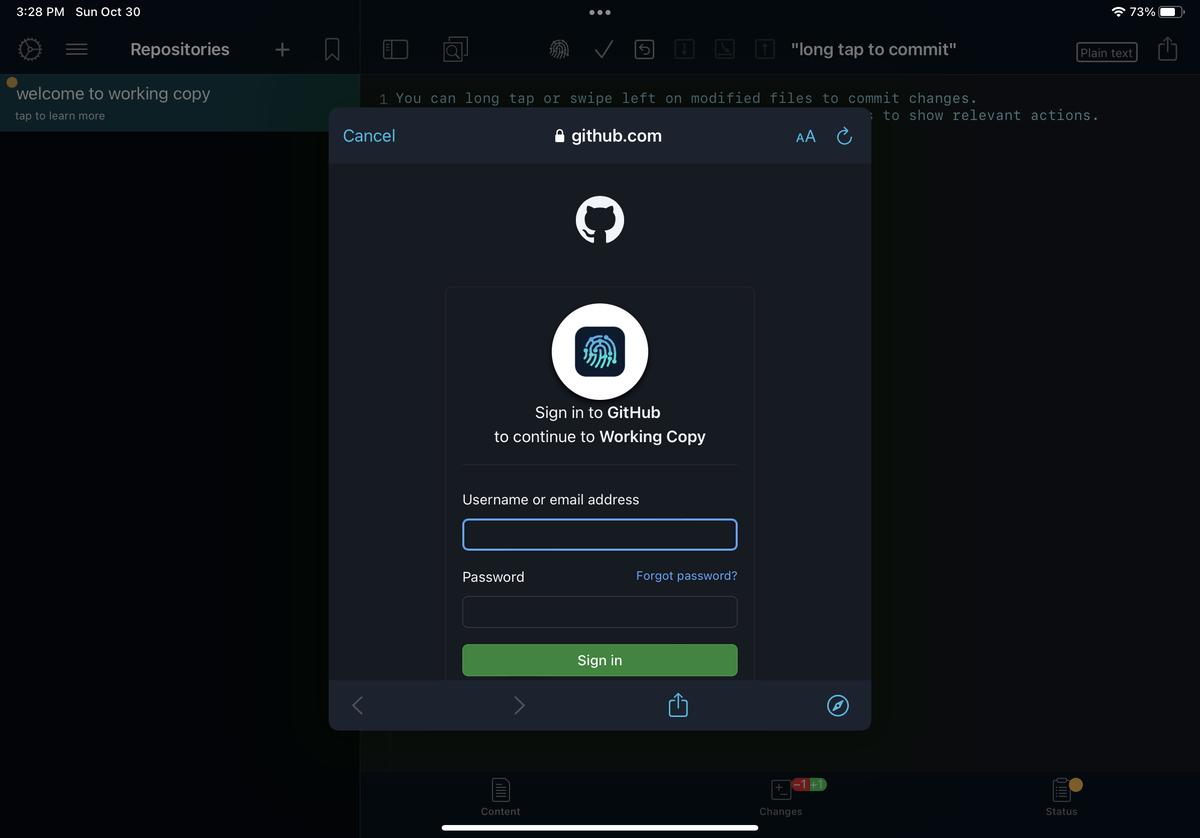 3:28 PM Sun Oct 30
73%
Repositories
"long tap to commit"
Plain text
welcome to working copy
tap to learn more
1 You can long tap or swipe left on modified files to commit changes.
to show relevant actions.
Cancel
github.com
AA
Sign in to GitHub
to continue to Working Copy
Username or email address
Password
Forgot password?
Sign in
Content
-1 +1
Changes
Status